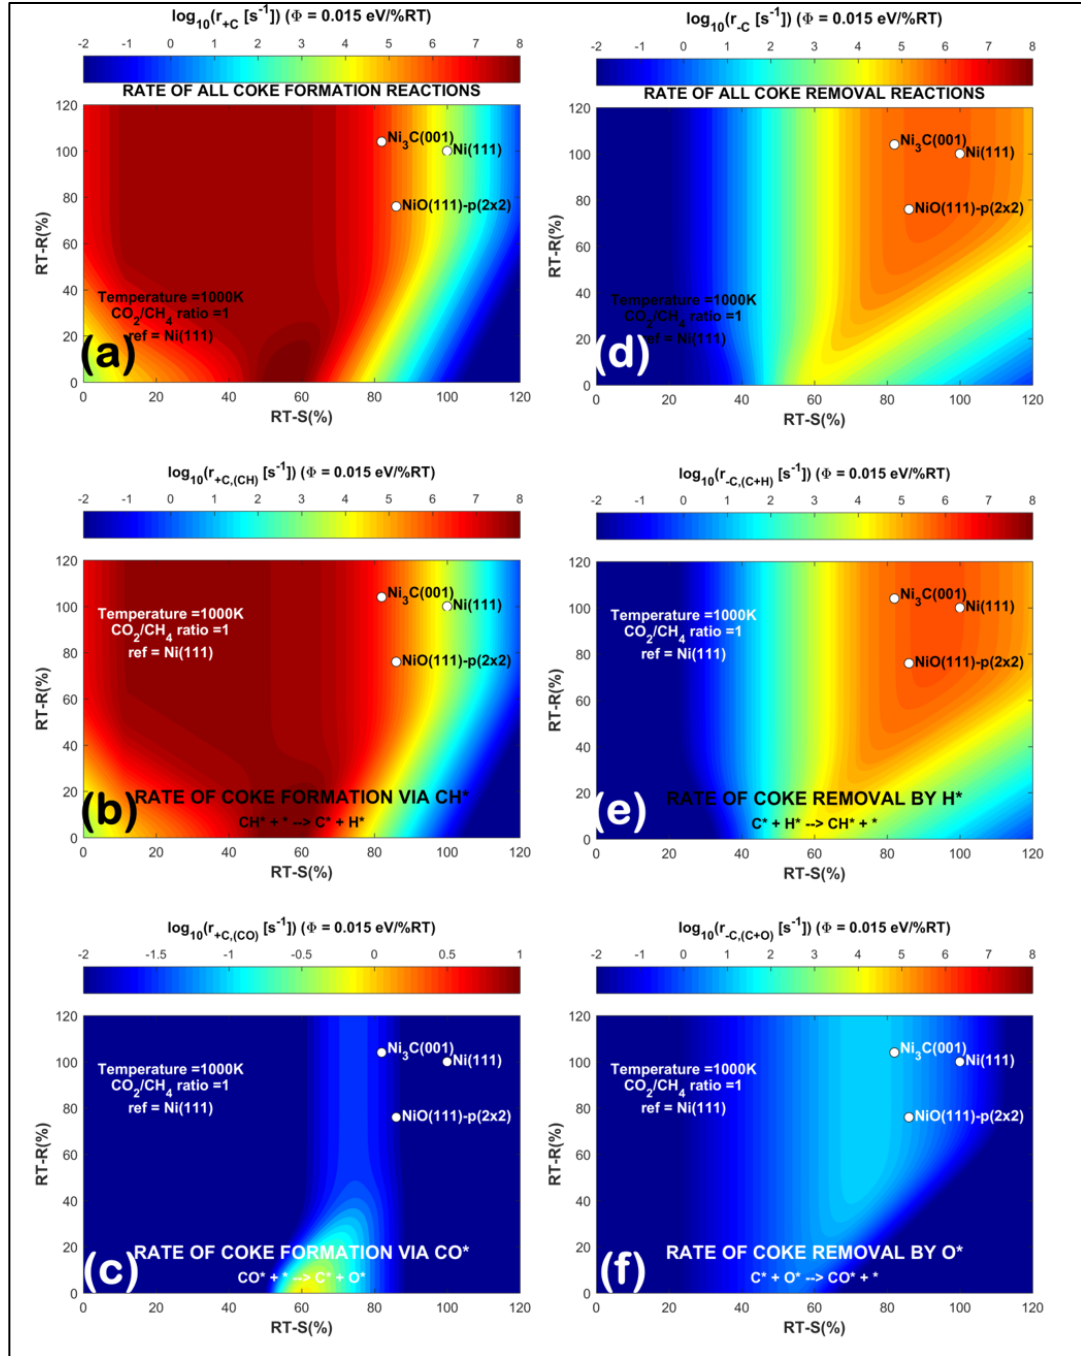 log₁₀(r₊C [s⁻¹]) (Φ = 0.015 eV/%RT)
-2 -1 0 1 2 3 4 5 6 7 8
RATE OF ALL COKE FORMATION REACTIONS
120
100
80
60
40
20
0
RT-R(%)
Ni₃C(001)
Ni(111)
NiO(111)-p(2x2)
Temperature =1000K
CO₂/CH₄ ratio =1
ref = Ni(111)
(a)
0 20 40 60 80 100 120
RT-S(%)
log₁₀(r₋C [s⁻¹]) (Φ = 0.015 eV/%RT)
-2 -1 0 1 2 3 4 5 6 7 8
RATE OF ALL COKE REMOVAL REACTIONS
120
100
80
60
40
20
0
RT-R(%)
Ni₃C(001)
Ni(111)
NiO(111)-p(2x2)
Temperature =1000K
CO₂/CH₄ ratio =1
ref = Ni(111)
(d)
0 20 40 60 80 100 120
RT-S(%)
log₁₀(r₊C,(CH) [s⁻¹]) (Φ = 0.015 eV/%RT)
-2 -1 0 1 2 3 4 5 6 7 8
120
100
80
60
40
20
0
RT-R(%)
Ni₃C(001)
Ni(111)
NiO(111)-p(2x2)
Temperature =1000K
CO₂/CH₄ ratio =1
ref = Ni(111)
(b)
RATE OF COKE FORMATION VIA CH*
CH* + * --> C* + H*
0 20 40 60 80 100 120
RT-S(%)
log₁₀(r₋C,(C+H) [s⁻¹]) (Φ = 0.015 eV/%RT)
-2 -1 0 1 2 3 4 5 6 7 8
120
100
80
60
40
20
0
RT-R(%)
Ni₃C(001)
Ni(111)
NiO(111)-p(2x2)
Temperature =1000K
CO₂/CH₄ ratio =1
ref = Ni(111)
(e)
RATE OF COKE REMOVAL BY H*
C* + H* --> CH* + *
0 20 40 60 80 100 120
RT-S(%)
log₁₀(r₊C,(CO) [s⁻¹]) (Φ = 0.015 eV/%RT)
-2 -1.5 -1 -0.5 0 0.5 1
120
100
80
60
40
20
0
RT-R(%)
Ni₃C(001)
Ni(111)
NiO(111)-p(2x2)
Temperature =1000K
CO₂/CH₄ ratio =1
ref = Ni(111)
(c)
RATE OF COKE FORMATION VIA CO*
CO* + * --> C* + O*
0 20 40 60 80 100 120
RT-S(%)
log₁₀(r₋C,(C+O) [s⁻¹]) (Φ = 0.015 eV/%RT)
-2 -1 0 1 2 3 4 5 6 7 8
120
100
80
60
40
20
0
RT-R(%)
Ni₃C(001)
Ni(111)
NiO(111)-p(2x2)
Temperature =1000K
CO₂/CH₄ ratio =1
ref = Ni(111)
(f)
RATE OF COKE REMOVAL BY O*
C* + O* --> CO* + *
0 20 40 60 80 100 120
RT-S(%)